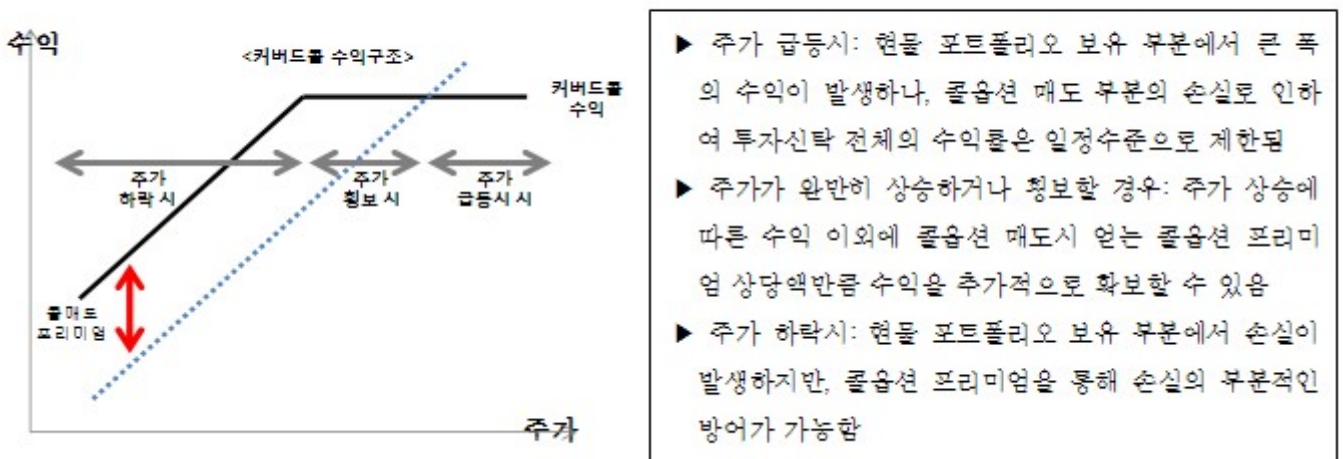 수익
<커버드콜 수익구조>
커버드콜
수익
주가
하락 시
주가
횡보 시
주가
급등시 시
콜매도
프리미엄
주가
▶ 주가 급등시: 현물 포트폴리오 보유 부분에서 큰 폭
의 수익이 발생하나, 콜옵션 매도 부분의 손실로 인하
여 투자신탁 전체의 수익률은 일정수준으로 제한됨
▶ 주가가 완만히 상승하거나 횡보할 경우: 주가 상승에
따른 수익 이외에 콜옵션 매도시 얻는 콜옵션 프리미
엄 상당액만큼 수익을 추가적으로 확보할 수 있음
▶ 주가 하락시: 현물 포트폴리오 보유 부분에서 손실이
발생하지만, 콜옵션 프리미엄을 통해 손실의 부분적인
방어가 가능함